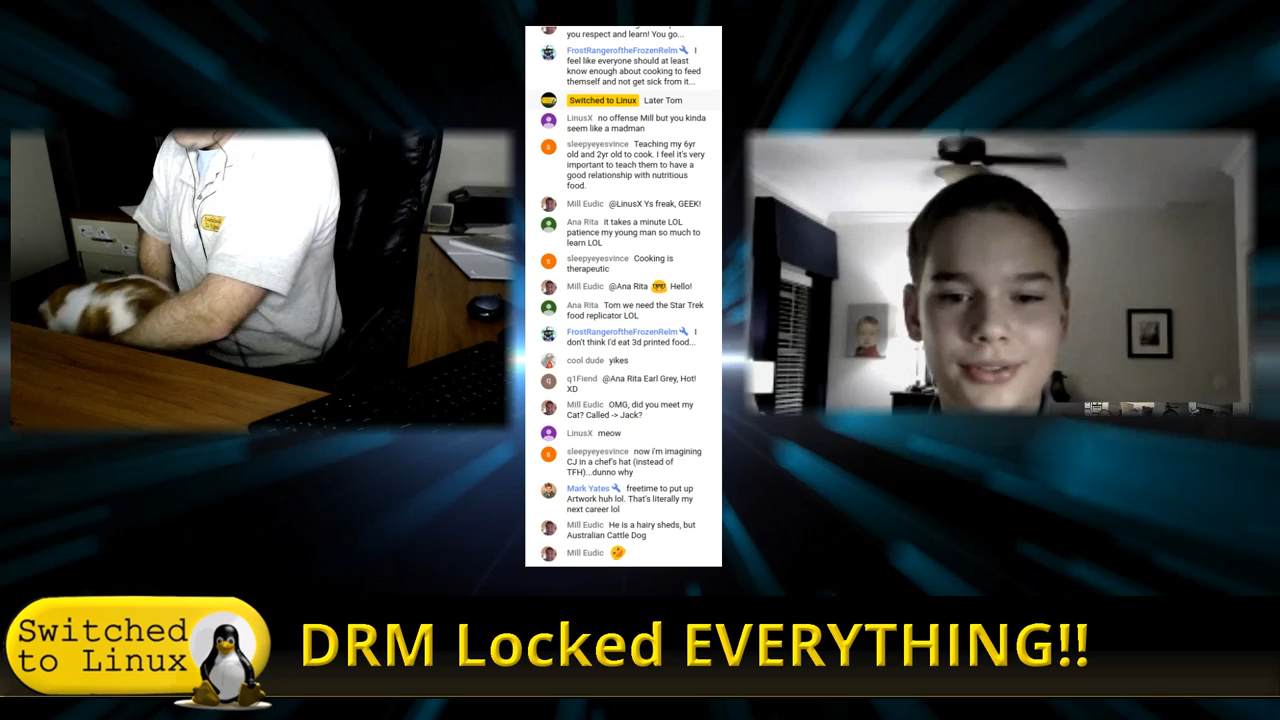 you respect and learn! You go...
FrostRangeroftheFrozenRelm I
feel like everyone should at least
know enough about cooking to feed
themself and not get sick from it...
Switched to Linux Later Tom
LinusX no offense Mill but you kinda
seem like a madman
sleepyeyesvince Teaching my 6yr
old and 2yr old to cook. I feel it's very
important to teach them to have a
good relationship with nutritious
food.
Mill Eudic @LinusX Ys freak, GEEK!
Ana Rita it takes a minute LOL
patience my young man so much to
learn LOL
sleepyeyesvince Cooking is
therapeutic
Mill Eudic @Ana Rita 🤓 Hello!
Ana Rita Tom we need the Star Trek
food replicator LOL
FrostRangeroftheFrozenRelm I
don't think I'd eat 3d printed food...
cool dude yikes
q1Fiend @Ana Rita Earl Grey, Hot!
XD
Mill Eudic OMG, did you meet my
Cat? Called -> Jack?
LinusX meow
sleepyeyesvince now i'm imagining
CJ in a chef's hat (instead of
TFH)...dunno why
Mark Yates freetime to put up
Artwork huh lol. That's literally my
next career lol
Mill Eudic He is a hairy sheds, but
Australian Cattle Dog
Mill Eudic
Switched
to Linux
DRM Locked EVERYTHING!!